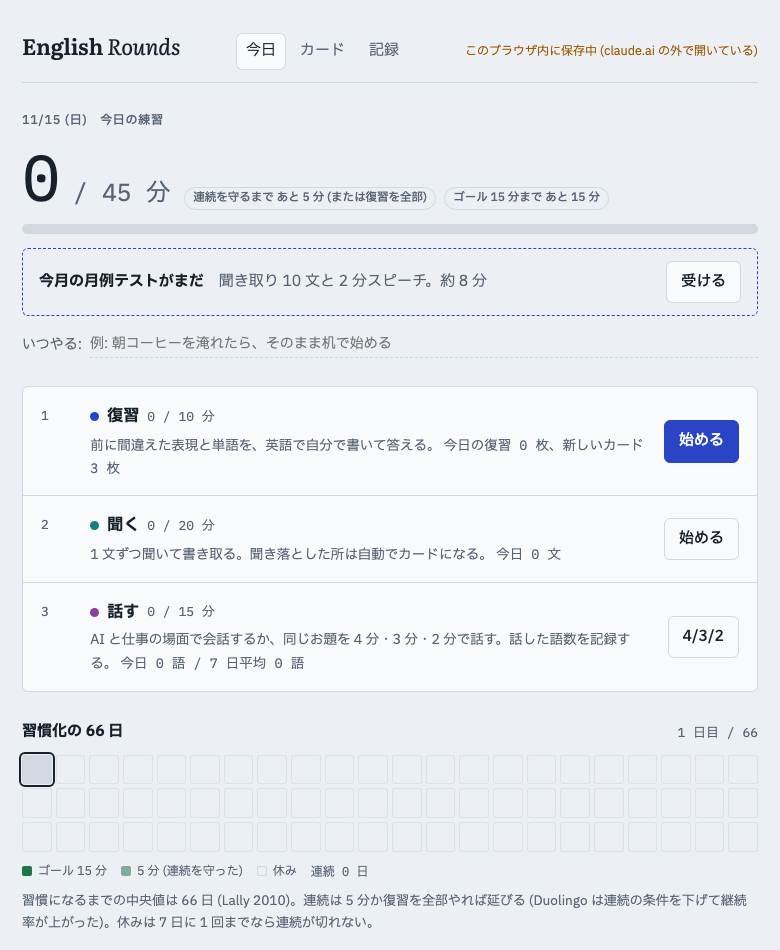 English Rounds
今日 カード 記録
このブラウザ内に保存中 (claude.ai の外で開いている)
11/15 (日) 今日の練習
0 / 45 分
連続を守るまで あと 5 分 (または復習を全部)
ゴール 15 分まで あと 15 分
今月の月例テストがまだ 聞き取り 10 文と 2 分スピーチ。約 8 分
受ける
いつやる: 例: 朝コーヒーを淹れたら、そのまま机で始める
1 復習 0 / 10 分
前に間違えた表現と単語を、英語で自分で書いて答える。 今日の復習 0 枚、新しいカード
3 枚
始める
2 聞く 0 / 20 分
1 文ずつ聞いて書き取る。聞き落とした所は自動でカードになる。 今日 0 文
始める
3 話す 0 / 15 分
AI と仕事の場面で会話するか、同じお題を 4 分・3 分・2 分で話す。話した語数を記録す
る。 今日 0 語 / 7 日平均 0 語
4/3/2
習慣化の 66 日
1 日目 / 66
ゴール 15 分 5 分 (連続を守った) 休み 連続 0 日
習慣になるまでの中央値は 66 日 (Lally 2010)。連続は 5 分か復習を全部やれば延びる (Duolingo は連続の条件を下げて継続
率が上がった)。休みは 7 日に 1 回までなら連続が切れない。